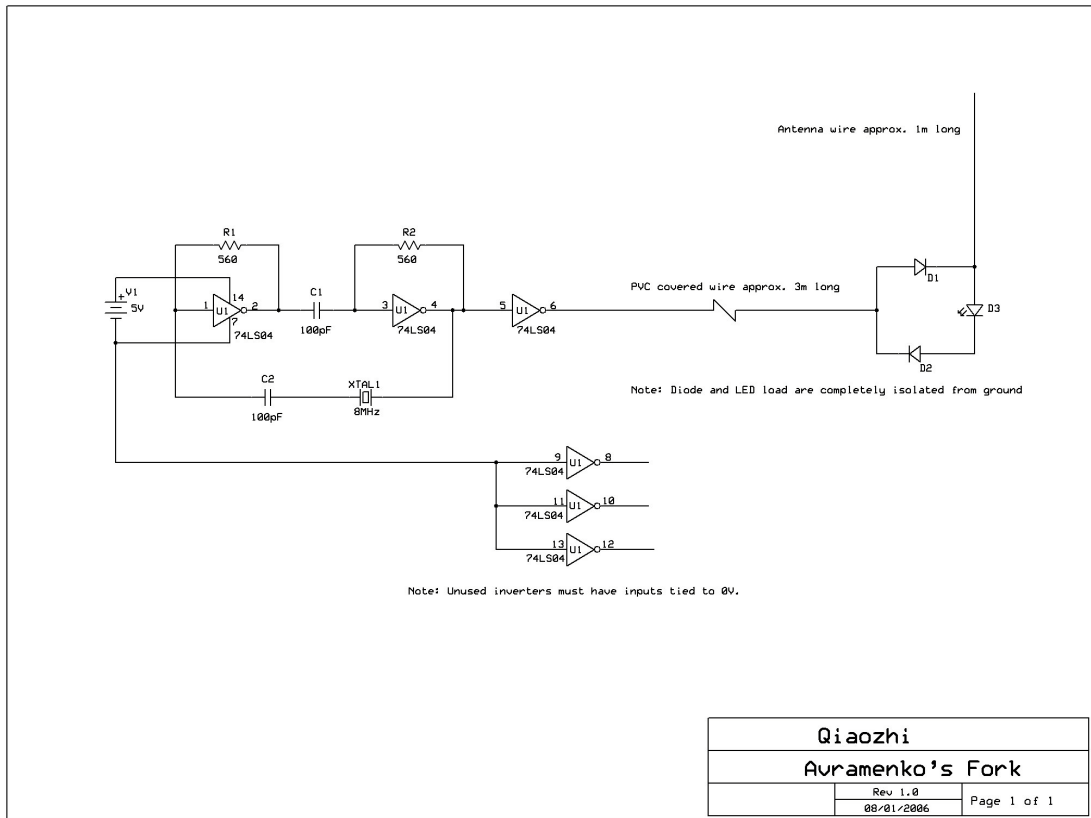 Antenna wire approx. 1m long
R1
560
R2
560
V1
+
5V
14
1
U1
2
7
74LS04
C1
100pF
3
U1
4
74LS04
5
U1
6
74LS04
PVC covered wire approx. 3m long
D1
D3
D2
C2
100pF
XTAL1
8MHz
Note: Diode and LED load are completely isolated from ground
9
U1
8
74LS04
11
U1
10
74LS04
13
U1
12
74LS04
Note: Unused inverters must have inputs tied to 0V.
Qiaozhi
Avramenko's Fork
Rev 1.0
08/01/2006
Page 1 of 1